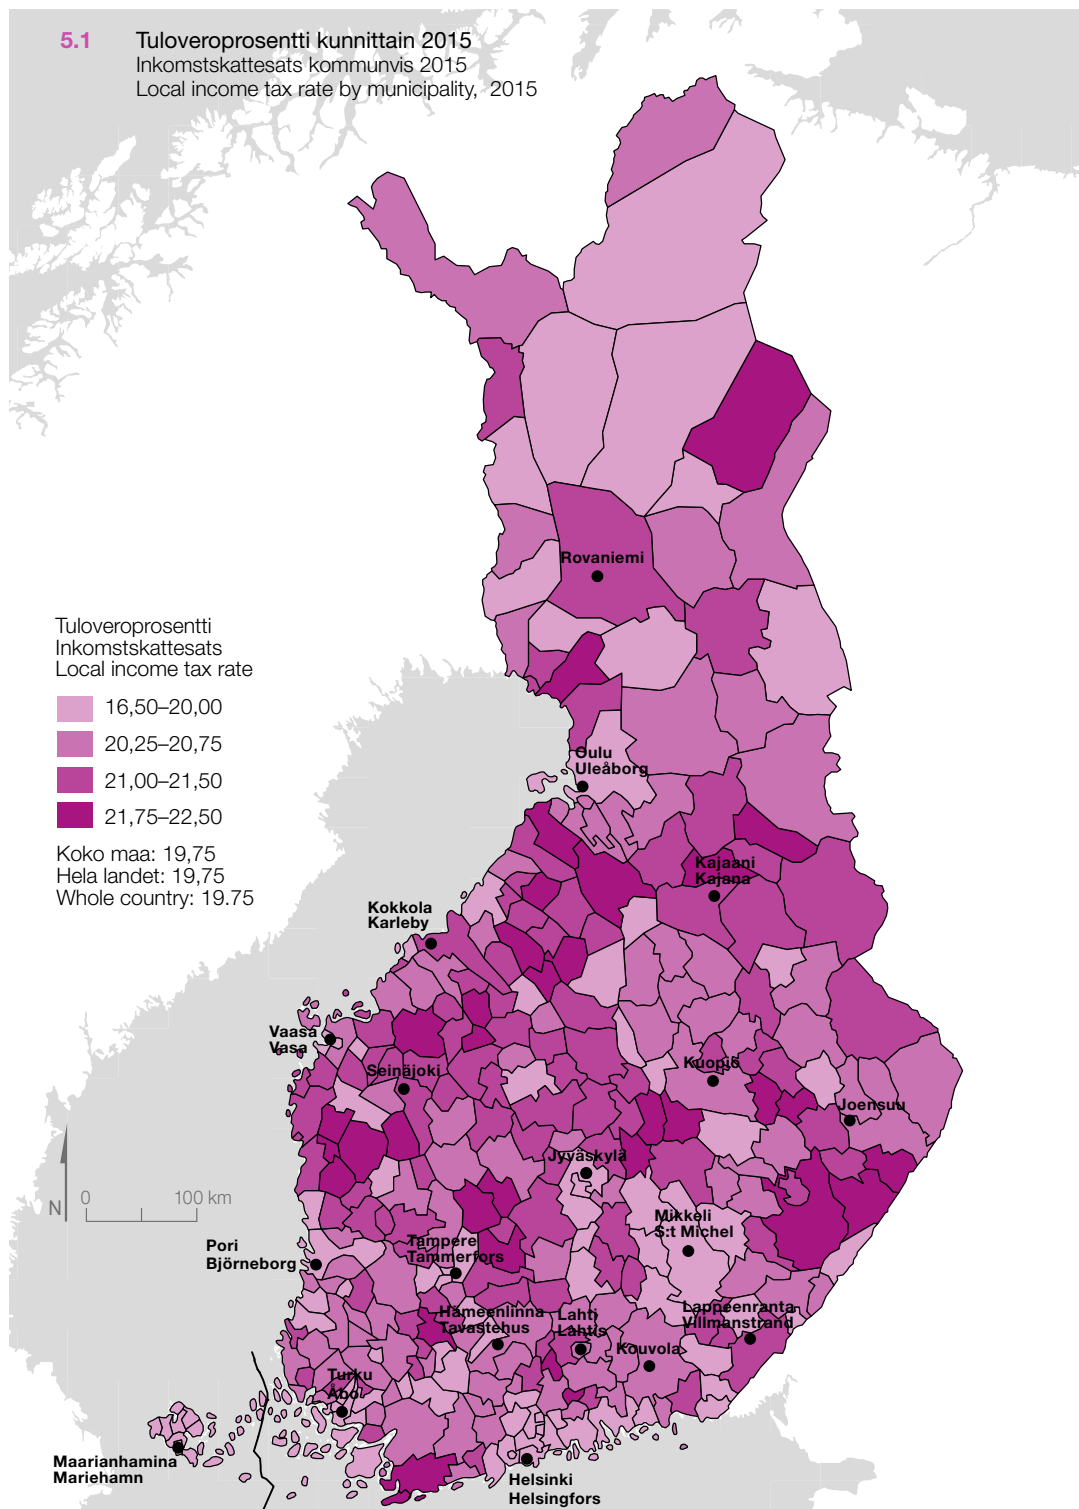 5.1 Tuloveroprosentti kunnittain 2015
Inkomstskattesats kommunvis 2015
Local income tax rate by municipality, 2015
Rovaniemi
Tuloveroprosentti
Inkomstskattesats
Local income tax rate
16,50–20,00
20,25–20,75
21,00–21,50
21,75–22,50
Koko maa: 19,75
Hela landet: 19,75
Whole country: 19.75
Oulu
Uleåborg
Kajaani
Kajana
Kokkola
Karleby
Vaasa
Vasa
Seinäjoki
Kuopio
Joensuu
Jyväskylä
N
0 100 km
Mikkeli
S:t Michel
Pori
Björneborg
Tampere
Tammerfors
Hämeenlinna
Tavastehus
Lahti
Lahtis
Lappeenranta
Villmanstrand
Kouvola
Turku
Åbo
Maarianhamina
Mariehamn
Helsinki
Helsingfors